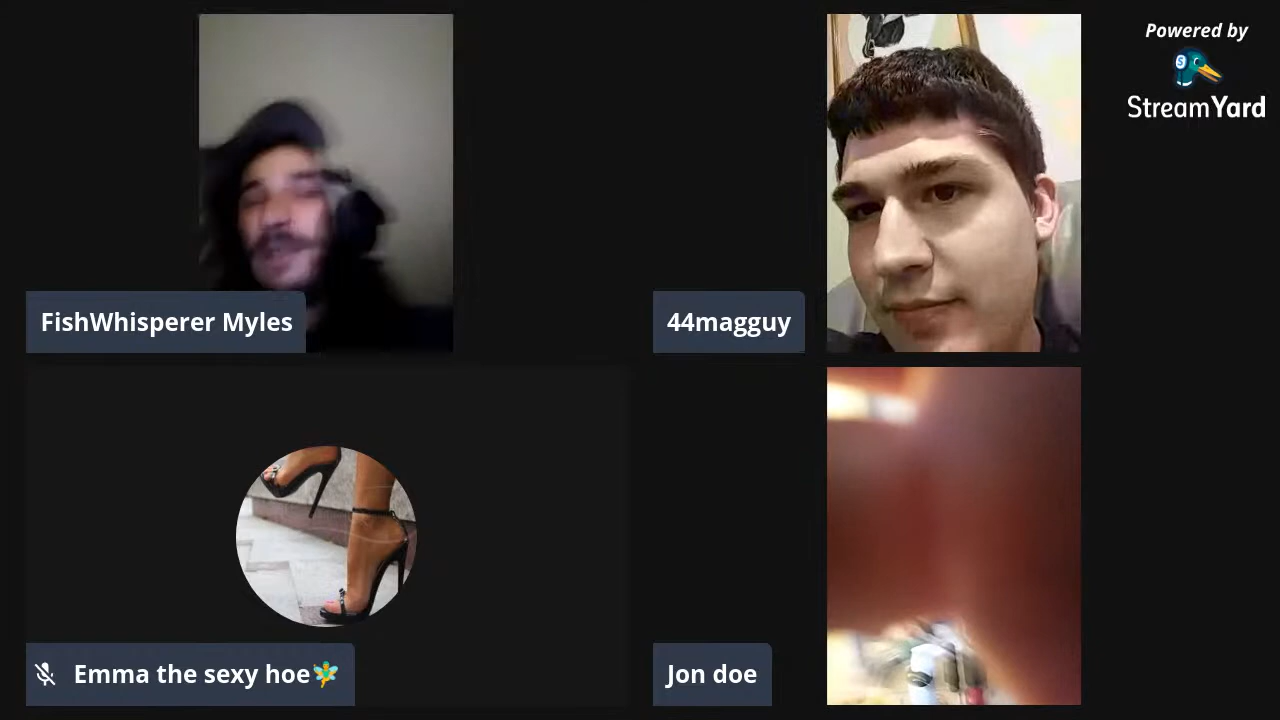 Powered by
StreamYard
FishWhisperer Myles
44magguy
Emma the sexy hoe🧚
Jon doe